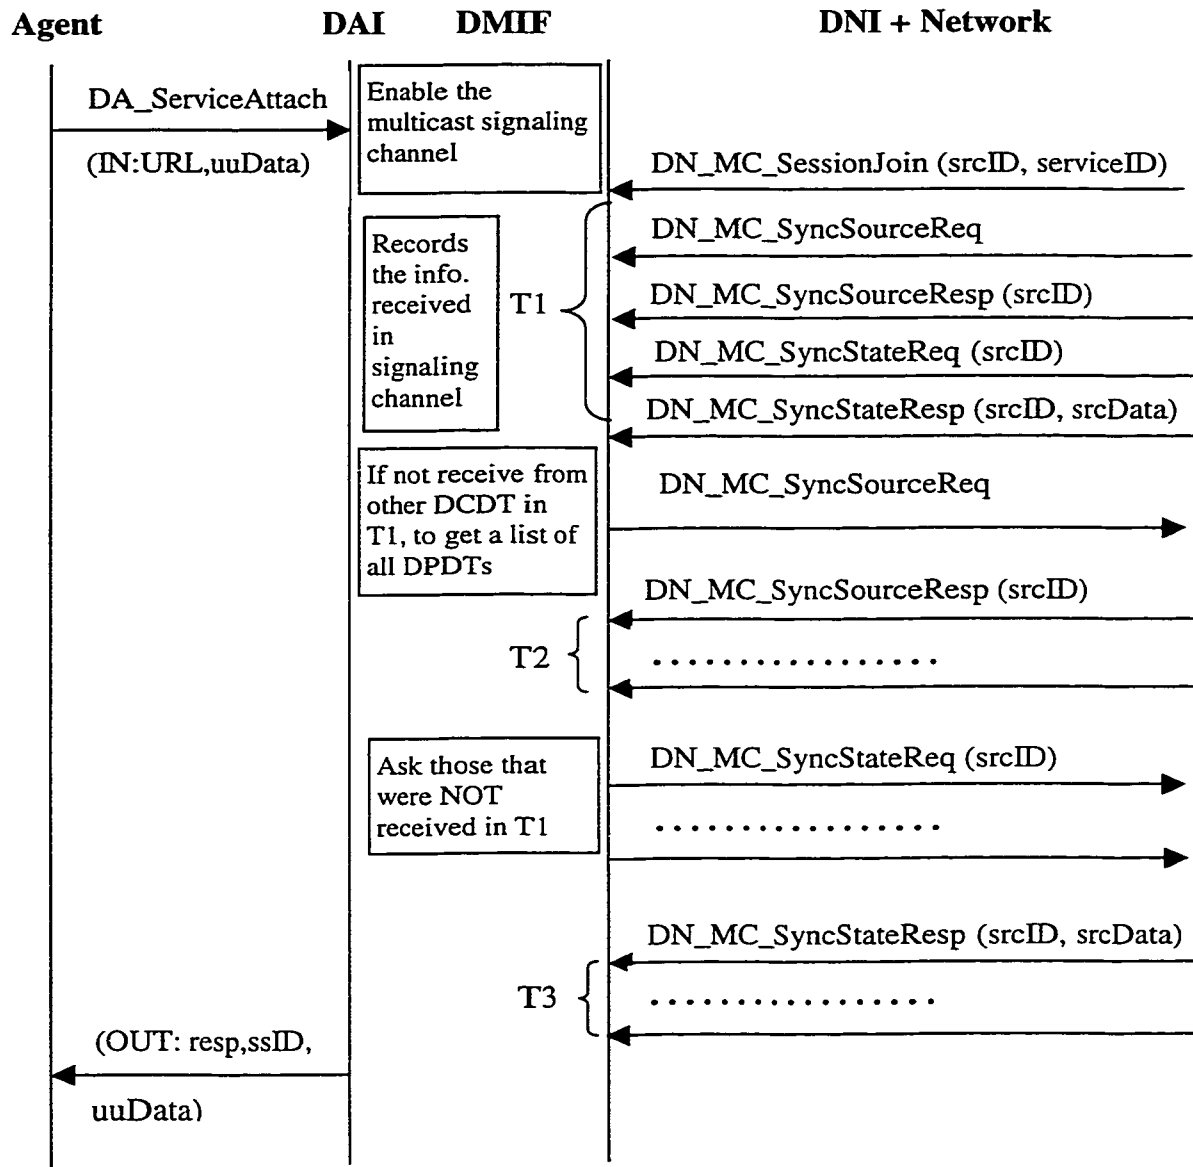 Agent DAI DMIF DNI + Network
DA_ServiceAttach
(IN:URL,uuData)
Enable the
multicast signaling
channel
DN_MC_SessionJoin (srcID, serviceID)
Records
the info.
received
in
signaling
channel
T1
DN_MC_SyncSourceReq
DN_MC_SyncSourceResp (srcID)
DN_MC_SyncStateReq (srcID)
DN_MC_SyncStateResp (srcID, srcData)
If not receive from
other DCDT in
T1, to get a list of
all DPDTs
DN_MC_SyncSourceReq
DN_MC_SyncSourceResp (srcID)
T2
. . . . . . . . . . . . . . . . .
Ask those that
were NOT
received in T1
DN_MC_SyncStateReq (srcID)
. . . . . . . . . . . . . . . . .
DN_MC_SyncStateResp (srcID, srcData)
T3
. . . . . . . . . . . . . . . . .
(OUT: resp,ssID,
uuData)